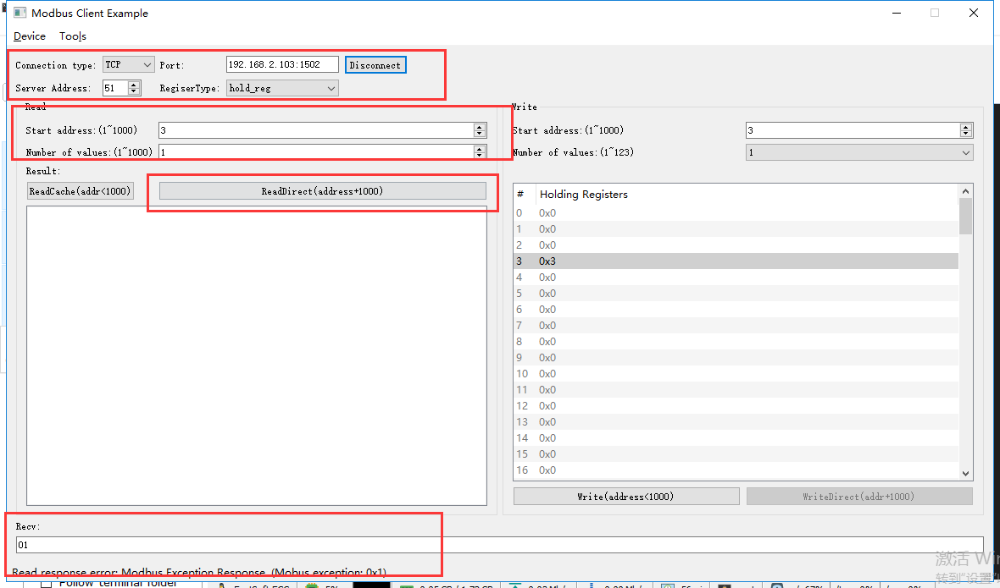 Modbus Client Example
Device Tools
Connection type: TCP Port: 192.168.2.103:1502 Disconnect
Server Address: 51 RegiserType: hold_reg
Read Write
Start address:(1~1000) 3 Start address:(1~1000) 3
Number of values:(1~1000) 1 Number of values:(1~123) 1
Result:
ReadCache(addr<1000) ReadDirect(address+1000)
# Holding Registers
0 0x0
1 0x0
2 0x0
3 0x3
4 0x0
5 0x0
6 0x0
7 0x0
8 0x0
9 0x0
10 0x0
11 0x0
12 0x0
13 0x0
14 0x0
15 0x0
16 0x0
Write(address<1000) WriteDirect(addr+1000)
Recv:
01
Read response error: Modbus Exception Response. (Mobus exception: 0x1)
激活 Win
转到"设置"
Follow terminal folder